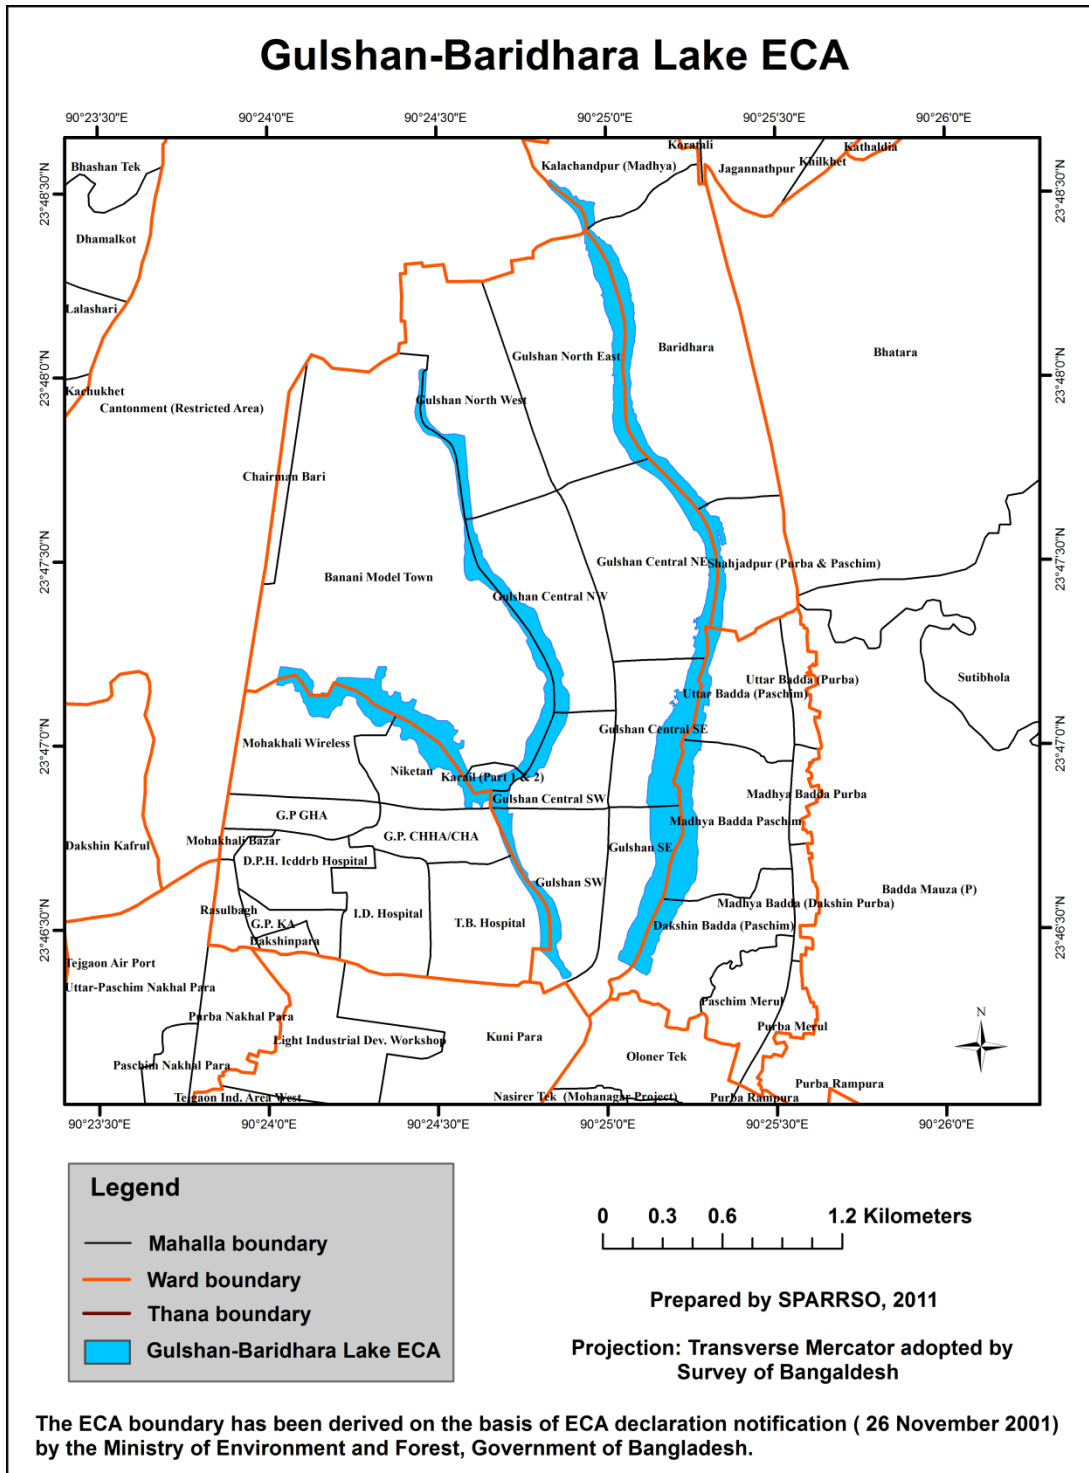 Gulshan-Baridhara Lake ECA
90°23'30"E 90°24'0"E 90°24'30"E 90°25'0"E 90°25'30"E 90°26'0"E
23°48'30"N
23°48'0"N
23°47'30"N
23°47'0"N
23°46'30"N
23°48'30"N
23°48'0"N
23°47'30"N
23°47'0"N
23°46'30"N
Koratali
Kathaldia
Bhashan Tek
Kalachandpur (Madhya)
Jagannathpur
Khilkhet
Dhamalkot
Lalashari
Gulshan North East
Baridhara
Bhatara
Kachukhet
Cantonment (Restricted Area)
Gulshan North West
Chairman Bari
Gulshan Central NE
Shahjadpur (Purba & Paschim)
Banani Model Town
Gulshan Central NW
Uttar Badda (Purba)
Sutibhola
Uttar Badda (Paschim)
Gulshan Central SE
Mohakhali Wireless
Niketan
Karail (Part 1 & 2)
Gulshan Central SW
Madhya Badda Purba
G.P GHA
Madhya Badda Paschim
G.P. CHHA/CHA
Mohakhali Bazar
Dakshin Kafrul
Gulshan SE
D.P.H. Icddrb Hospital
Gulshan SW
Badda Mauza (P)
Madhya Badda (Dakshin Purba)
Rasulbagh
I.D. Hospital
G.P. KA
T.B. Hospital
Dakshin Badda (Paschim)
Dakshinpara
Tejgaon Air Port
Uttar-Paschim Nakhal Para
Paschim Merul
Purba Nakhal Para
Purba Merul
Light Industrial Dev. Workshop
Kuni Para
Oloner Tek
Paschim Nakhal Para
Purba Rampura
Tejgaon Ind. Area West
Nasirer Tek (Mohanagar Project)
Purba Rampura
N
90°23'30"E 90°24'0"E 90°24'30"E 90°25'0"E 90°25'30"E 90°26'0"E
Legend
Mahalla boundary
Ward boundary
Thana boundary
Gulshan-Baridhara Lake ECA
0 0.3 0.6 1.2 Kilometers
Prepared by SPARRSO, 2011
Projection: Transverse Mercator adopted by
Survey of Bangaldesh
The ECA boundary has been derived on the basis of ECA declaration notification ( 26 November 2001)
by the Ministry of Environment and Forest, Government of Bangladesh.